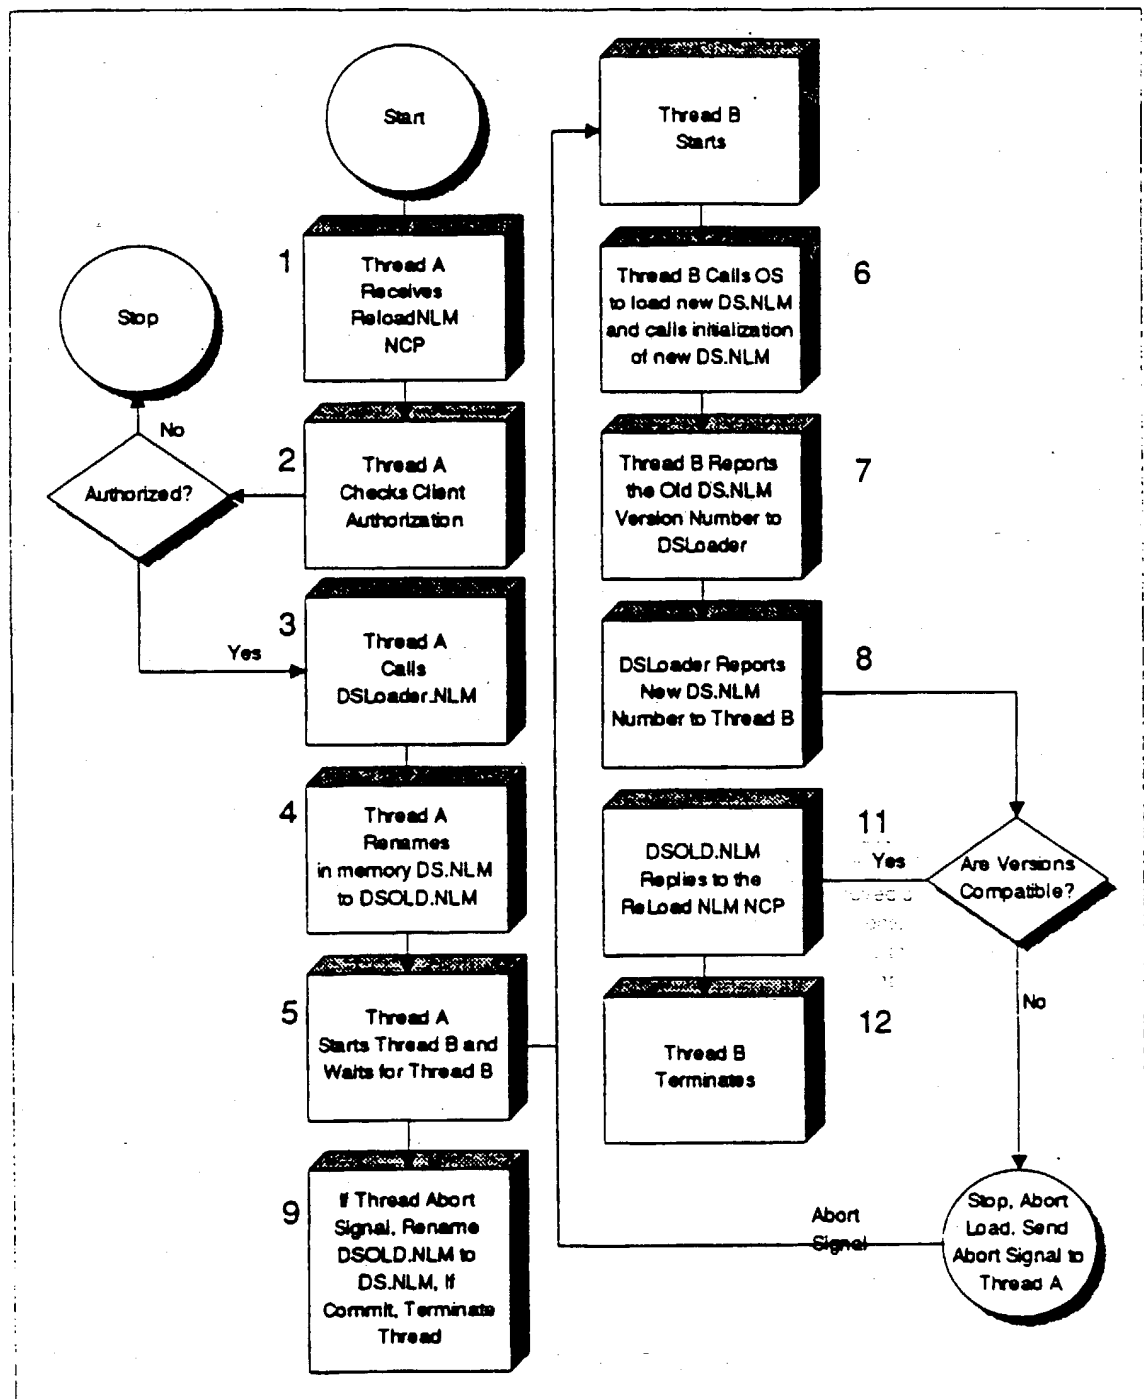 Start
1
Thread A
Receives
ReloadNLM
NCP
Stop
No
2
Thread A
Checks Client
Authorization
Authorized?
Yes
3
Thread A
Calls
DSLoader.NLM
4
Thread A
Renames
in memory DS.NLM
to DSOLD.NLM
5
Thread A
Starts Thread B and
Waits for Thread B
9
If Thread Abort
Signal, Rename
DSOLD.NLM to
DS.NLM, If
Commit, Terminate
Thread
Thread B
Starts
6
Thread B Calls OS
to load new DS.NLM
and calls initialization
of new DS.NLM
7
Thread B Reports
the Old DS.NLM
Version Number to
DSLoader
8
DSLoader Reports
New DS.NLM
Number to Thread B
Are Versions
Compatible?
Yes
11
DSOLD.NLM
Replies to the
ReLoad NLM NCP
12
Thread B
Terminates
No
Stop, Abort
Load. Send
Abort Signal to
Thread A
Abort
Signal